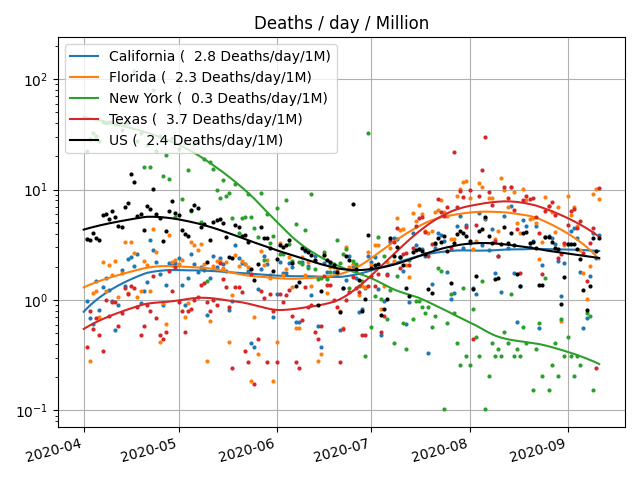 Deaths / day / Million
California (  2.8 Deaths/day/1M)
Florida (  2.3 Deaths/day/1M)
New York (  0.3 Deaths/day/1M)
Texas (  3.7 Deaths/day/1M)
US (  2.4 Deaths/day/1M)
10²
10¹
10⁰
10⁻¹
2020-04 2020-05 2020-06 2020-07 2020-08 2020-09